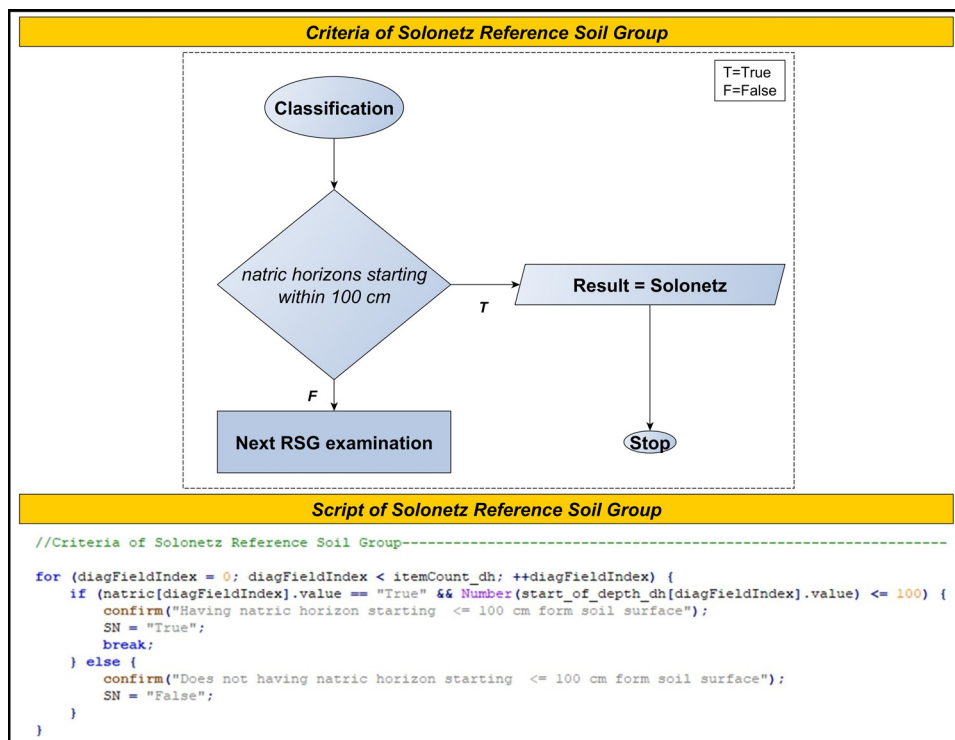 Criteria of Solonetz Reference Soil Group
T=True
F=False
Classification
natric horizons starting
within 100 cm
T
Result = Solonetz
F
Next RSG examination
Stop
Script of Solonetz Reference Soil Group
//Criteria of Solonetz Reference Soil Group------------------------------------------------------------------
for (diagFieldIndex = 0; diagFieldIndex < itemCount_dh; ++diagFieldIndex) {
    if (natric[diagFieldIndex].value == "True" && Number(start_of_depth_dh[diagFieldIndex].value) <= 100) {
        confirm("Having natric horizon starting  <= 100 cm form soil surface");
        SN = "True";
        break;
    } else {
        confirm("Does not having natric horizon starting  <= 100 cm form soil surface");
        SN = "False";
    }
}